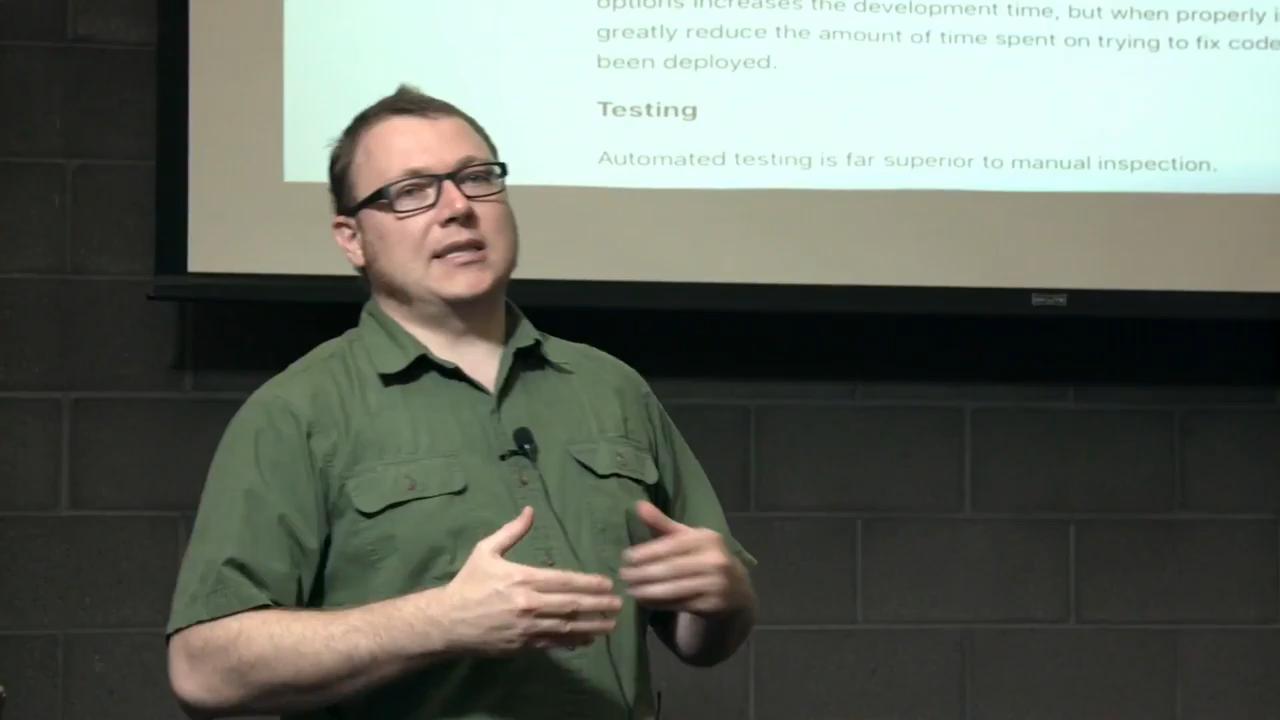 options increases the development time, but when properly i
greatly reduce the amount of time spent on trying to fix code
been deployed.
Testing
Automated testing is far superior to manual inspection.